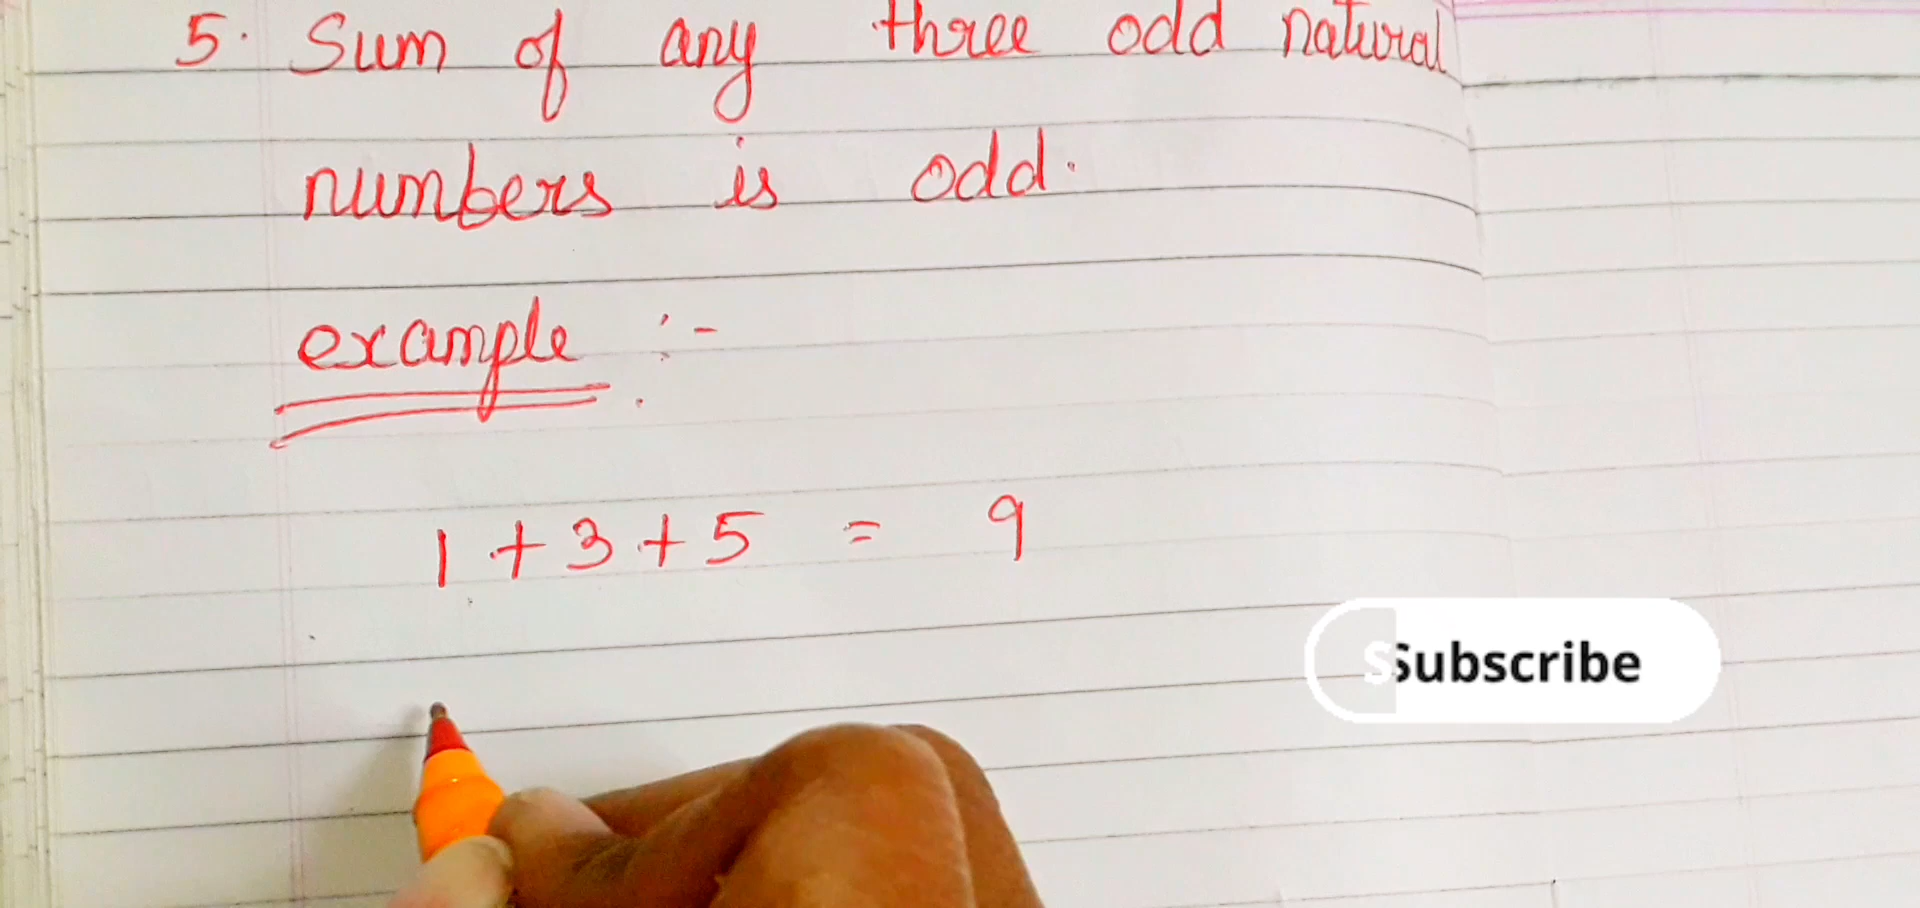 5. Sum of any three odd natural
numbers is odd.
example :-
1 + 3 + 5 = 9
Subscribe